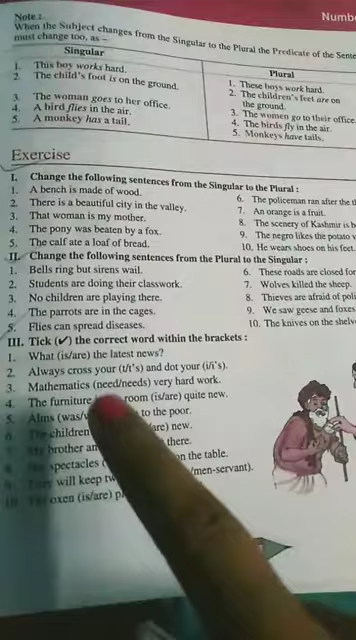 Note 2.
Numb
When the Subject changes from the Singular to the Plural the Predicate of the Sente
must change too, as –
Singular
1. This boy works hard.
2. The child's foot is on the ground.
3. The woman goes to her office.
4. A bird flies in the air.
5. A monkey has a tail.
Plural
1. These boys work hard.
2. The children's feet are on
the ground.
3. The women go to their office
4. The birds fly in the air.
5. Monkeys have tails.
Exercise
I. Change the following sentences from the Singular to the Plural :
1. A bench is made of wood.
2. There is a beautiful city in the valley.
3. That woman is my mother.
4. The pony was beaten by a fox.
5. The calf ate a loaf of bread.
6. The policeman ran after the th
7. An orange is a fruit.
8. The scenery of Kashmir is b
9. The negro likes the potato v
10. He wears shoes on his feet.
II. Change the following sentences from the Plural to the Singular :
1. Bells ring but sirens wail.
2. Students are doing their classwork.
3. No children are playing there.
4. The parrots are in the cages.
5. Flies can spread diseases.
6. These roads are closed for
7. Wolves killed the sheep.
8. Thieves are afraid of poli
9. We saw geese and foxes
10. The knives on the shelv
III. Tick (✓) the correct word within the brackets :
1. What (is/are) the latest news?
2. Always cross your (t/t's) and dot your (i/i's).
3. Mathematics (need/needs) very hard work.
4. The furniture room (is/are) quite new.
5. Alms (was/w to the poor.
children are) new.
brother an there.
spectacles ( on the table.
will keep tw /men-servant).
oxen (is/are) p